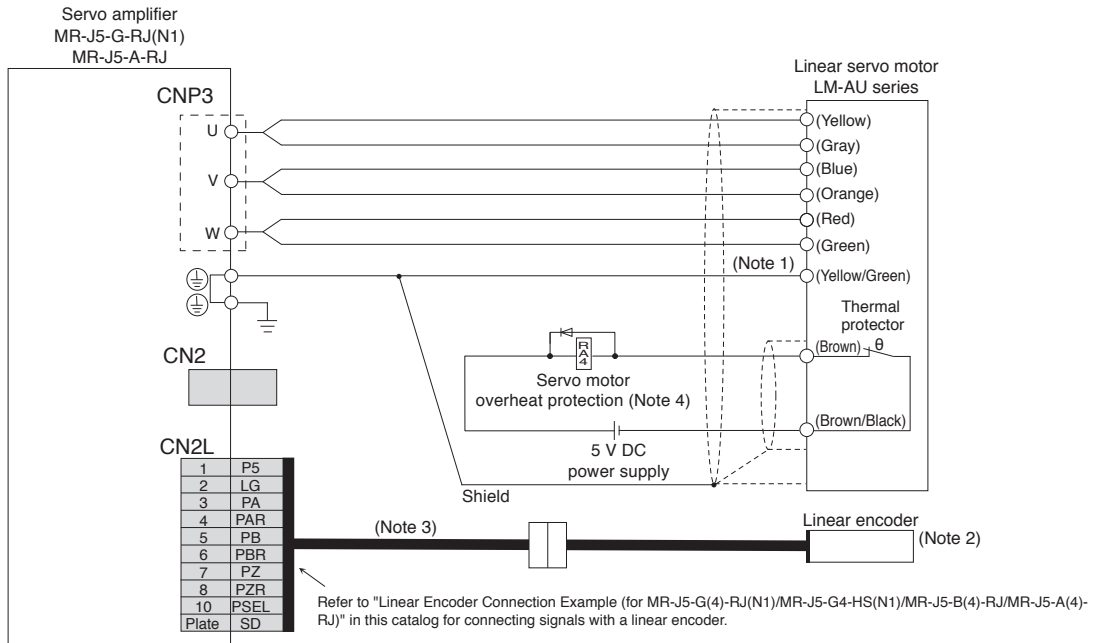 Servo amplifier
MR-J5-G-RJ(N1)
MR-J5-A-RJ
Linear servo motor
LM-AU series
CNP3
U
V
W
(Yellow)
(Gray)
(Blue)
(Orange)
(Red)
(Green)
(Note 1)
(Yellow/Green)
Thermal
protector
(Brown)
θ
RA4
Servo motor
overheat protection (Note 4)
(Brown/Black)
5 V DC
power supply
Shield
CN2
CN2L
1 P5
2 LG
3 PA
4 PAR
5 PB
6 PBR
7 PZ
8 PZR
10 PSEL
Plate SD
(Note 3)
Linear encoder
(Note 2)
Refer to "Linear Encoder Connection Example (for MR-J5-G(4)-RJ(N1)/MR-J5-G4-HS(N1)/MR-J5-B(4)-RJ/MR-J5-A(4)-
RJ)" in this catalog for connecting signals with a linear encoder.